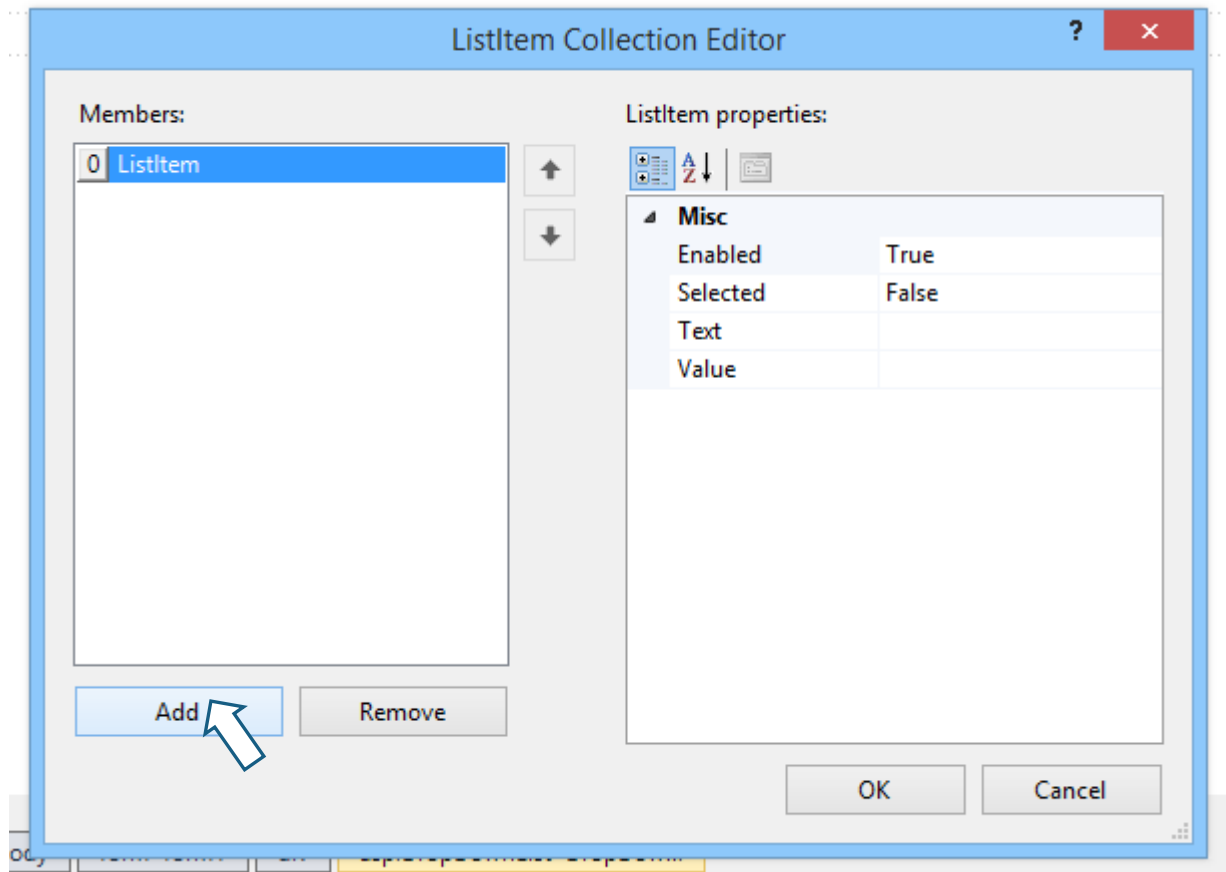 ListItem Collection Editor
?
Members:
ListItem properties:
0 ListItem
A
Z
Misc
Enabled True
Selected False
Text
Value
Add
Remove
OK
Cancel